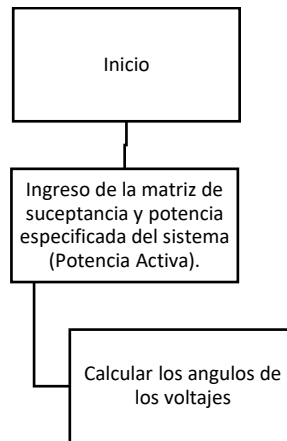 Inicio
Ingreso de la matriz de
suceptancia y potencia
especificada del sistema
(Potencia Activa).
Calcular los angulos de
los voltajes